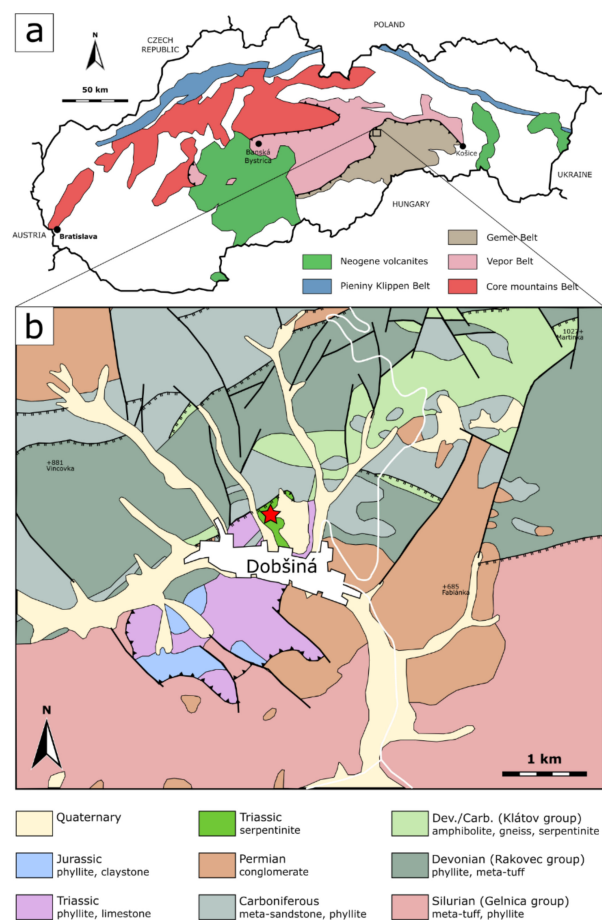 a
CZECH
REPUBLIC
POLAND
N
50 km
Banská
Bystrica
Košice
UKRAINE
HUNGARY
AUSTRIA
Bratislava
Gemer Belt
Neogene volcanites
Vepor Belt
Pieniny Klippen Belt
Core mountains Belt
b
1027+
Martinka
+881
Vincovka
Dobšiná
+685
Fabianka
N
1 km
Quaternary
Triassic
serpentinite
Dev./Carb. (Klátov group)
amphibolite, gneiss, serpentinite
Jurassic
phyllite, claystone
Permian
conglomerate
Devonian (Rakovec group)
phyllite, meta-tuff
Triassic
phyllite, limestone
Carboniferous
meta-sandstone, phyllite
Silurian (Gelnica group)
meta-tuff, phyllite